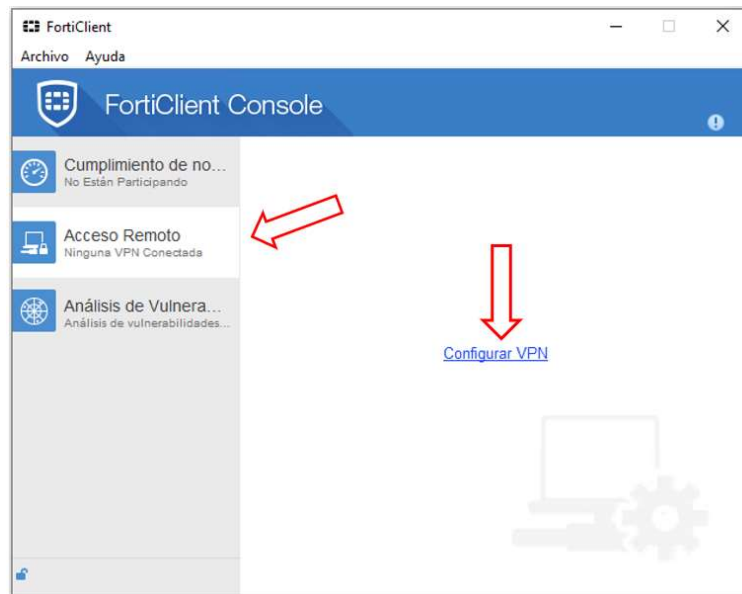 FortiClient
Archivo Ayuda
FortiClient Console
Cumplimiento de no...
No Están Participando
Acceso Remoto
Ninguna VPN Conectada
Análisis de Vulnera...
Análisis de vulnerabilidades...
Configurar VPN